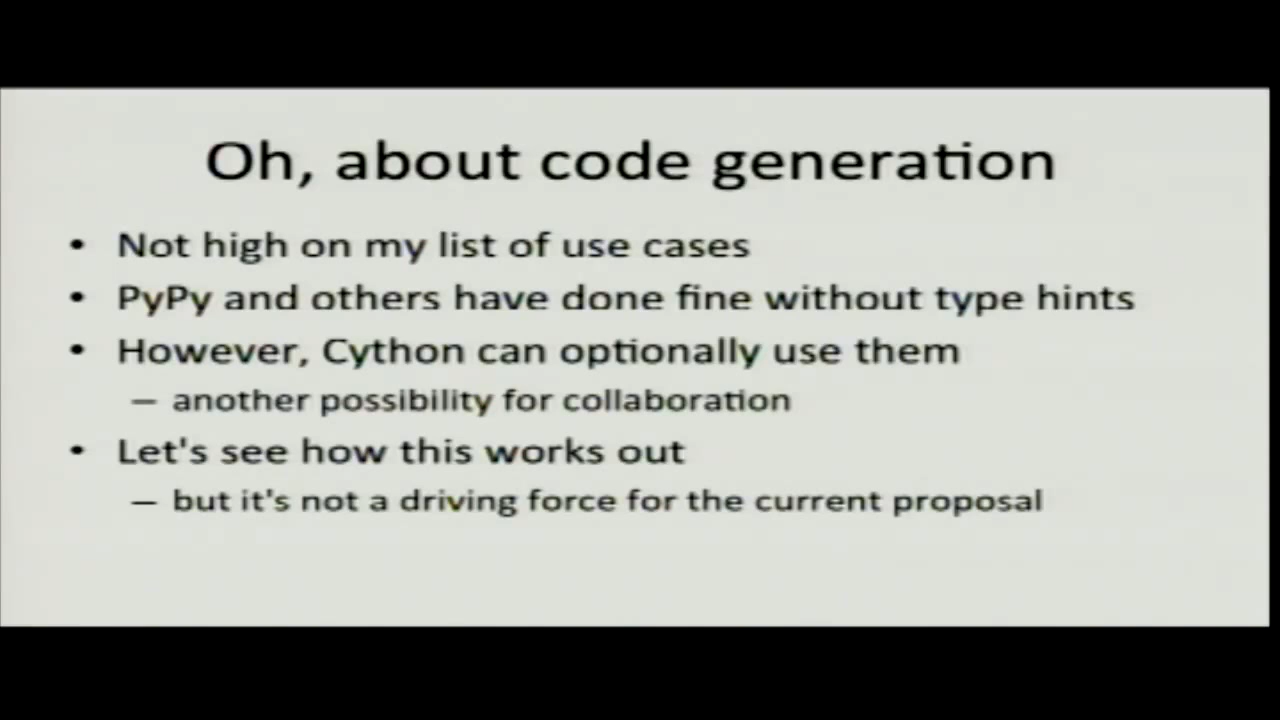 Oh, about code generation
• Not high on my list of use cases
• PyPy and others have done fine without type hints
• However, Cython can optionally use them
– another possibility for collaboration
• Let's see how this works out
– but it's not a driving force for the current proposal